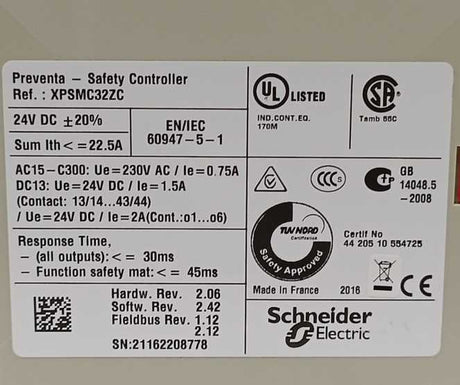 Preventa – Safety Controller
Ref. : XPSMC32ZC
24V DC ±20%
Sum Ith <= 22.5A
EN/IEC
60947-5-1
AC15-C300: Ue=230V AC / Ie=0.75A
DC13: Ue=24V DC / Ie=1.5A
(Contact: 13/14...43/44)
/ Ue=24V DC / Ie=2A(Cont.:o1...o6)
Response Time,
– (all outputs): <= 30ms
– Function safety mat: <= 45ms
Hardw. Rev. 2.06
Softw. Rev. 2.42
Fieldbus Rev. 1.12
2.12
SN:21162208778
UL LISTED
IND.CONT.EQ.
170M
SA
Tamb 55C
CCC S
GB
14048.5
-2008
TÜV NORD
Certification
Safety Approved
Certif No
44 205 10 554725
Made in France 2016
CE
Schneider
Electric